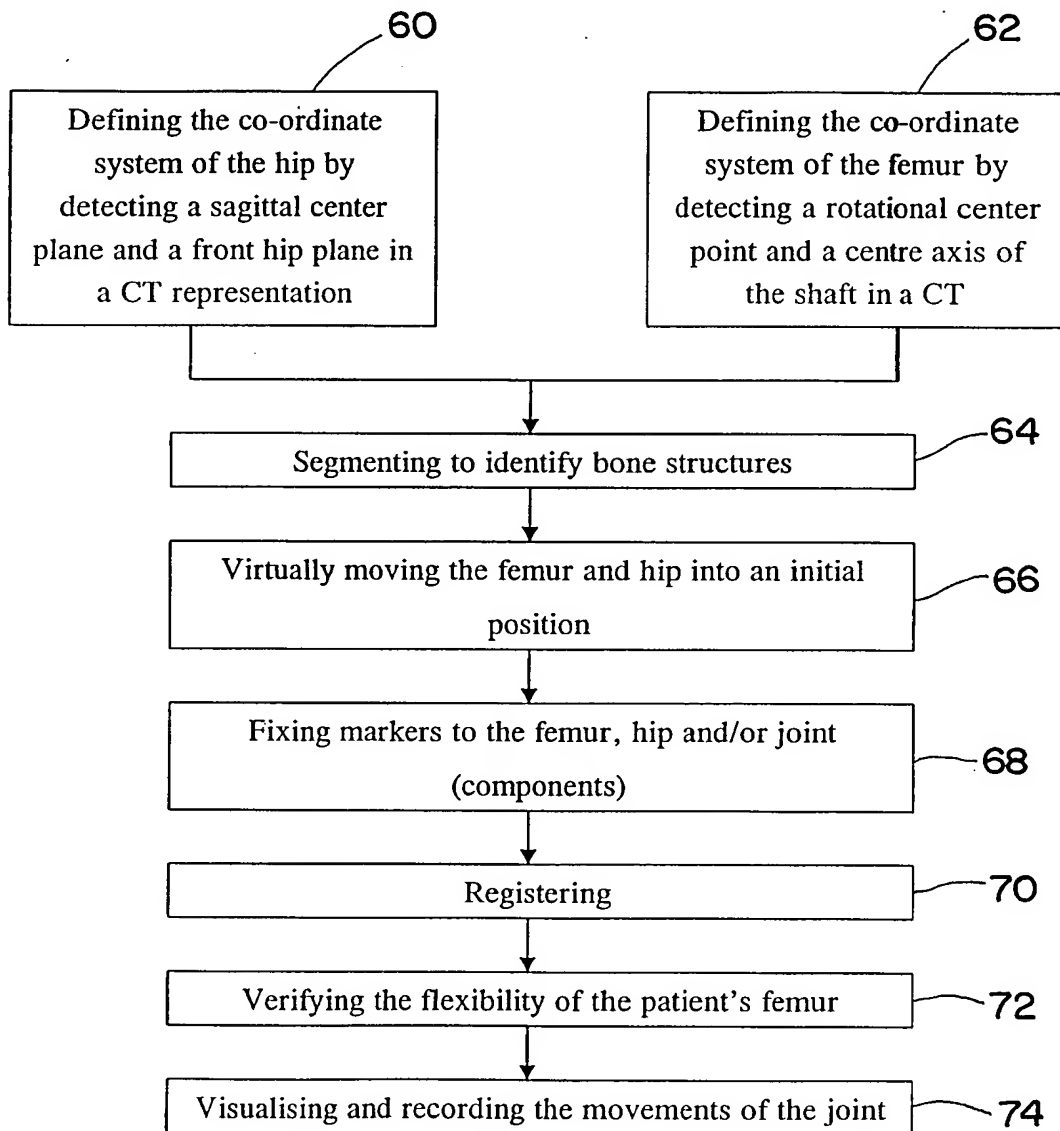 60
62
Defining the co-ordinate
system of the hip by
detecting a sagittal center
plane and a front hip plane in
a CT representation
Defining the co-ordinate
system of the femur by
detecting a rotational center
point and a centre axis of
the shaft in a CT
64
Segmenting to identify bone structures
Virtually moving the femur and hip into an initial
position
66
Fixing markers to the femur, hip and/or joint
(components)
68
Registering
70
Verifying the flexibility of the patient's femur
72
Visualising and recording the movements of the joint
74